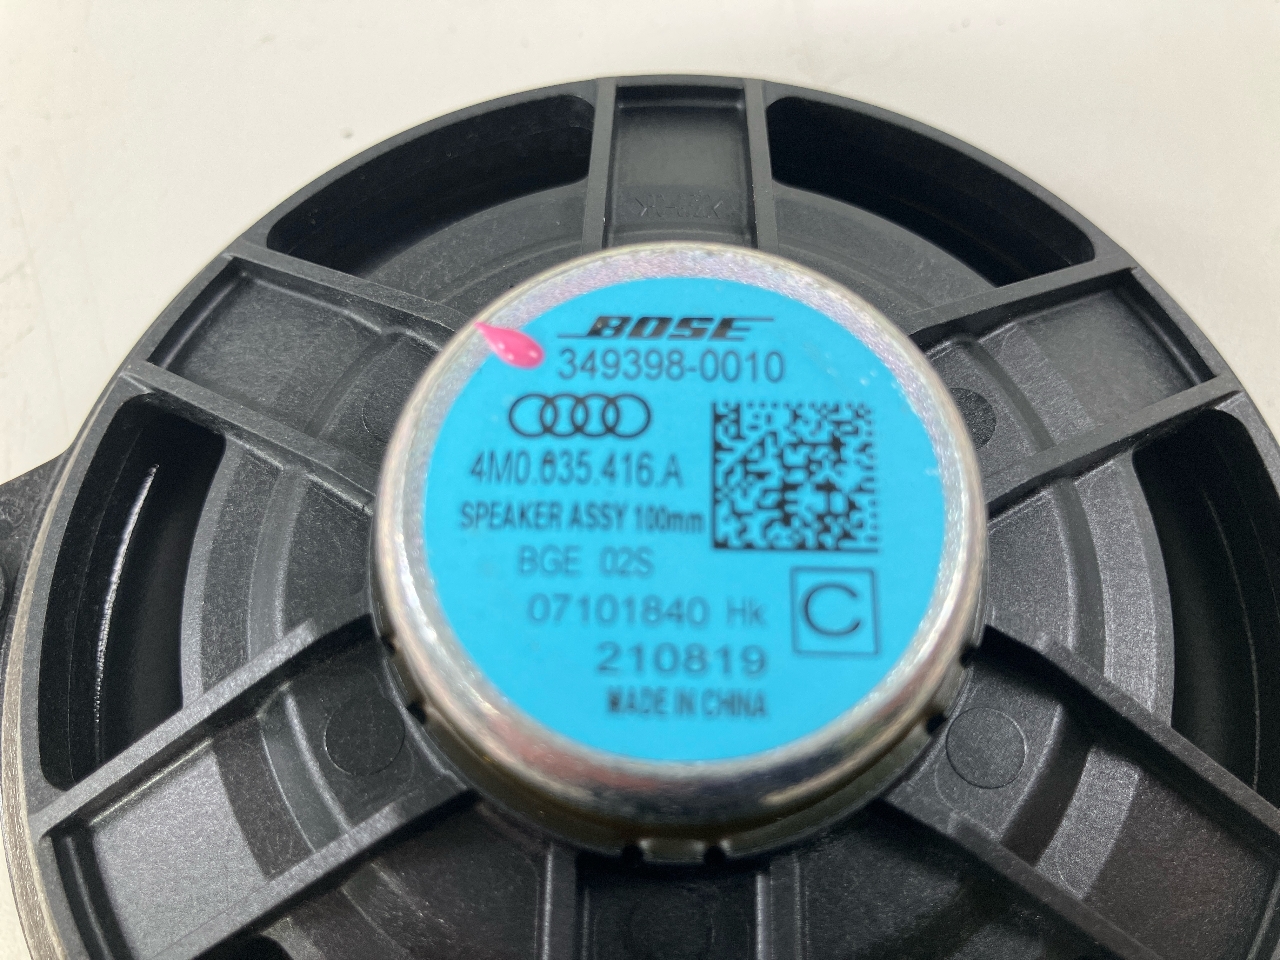 BOSE
349398-0010
4M0.035.416.A
SPEAKER ASSY 100mm
BGE 02S
07101840 Hk
C
210819
MADE IN CHINA